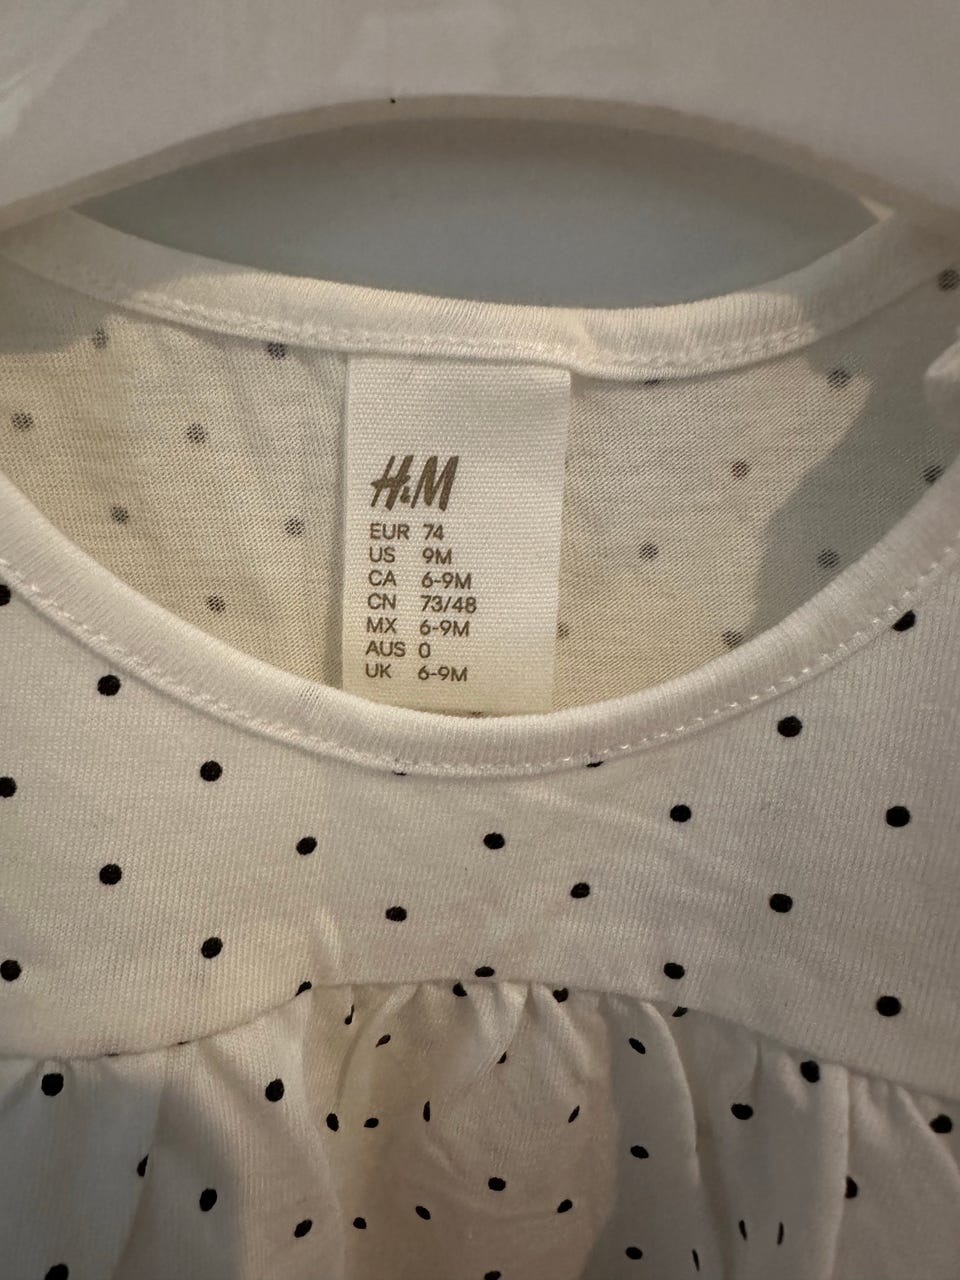 H&M
EUR 74
US 9M
CA 6-9M
CN 73/48
MX 6-9M
AUS 0
UK 6-9M